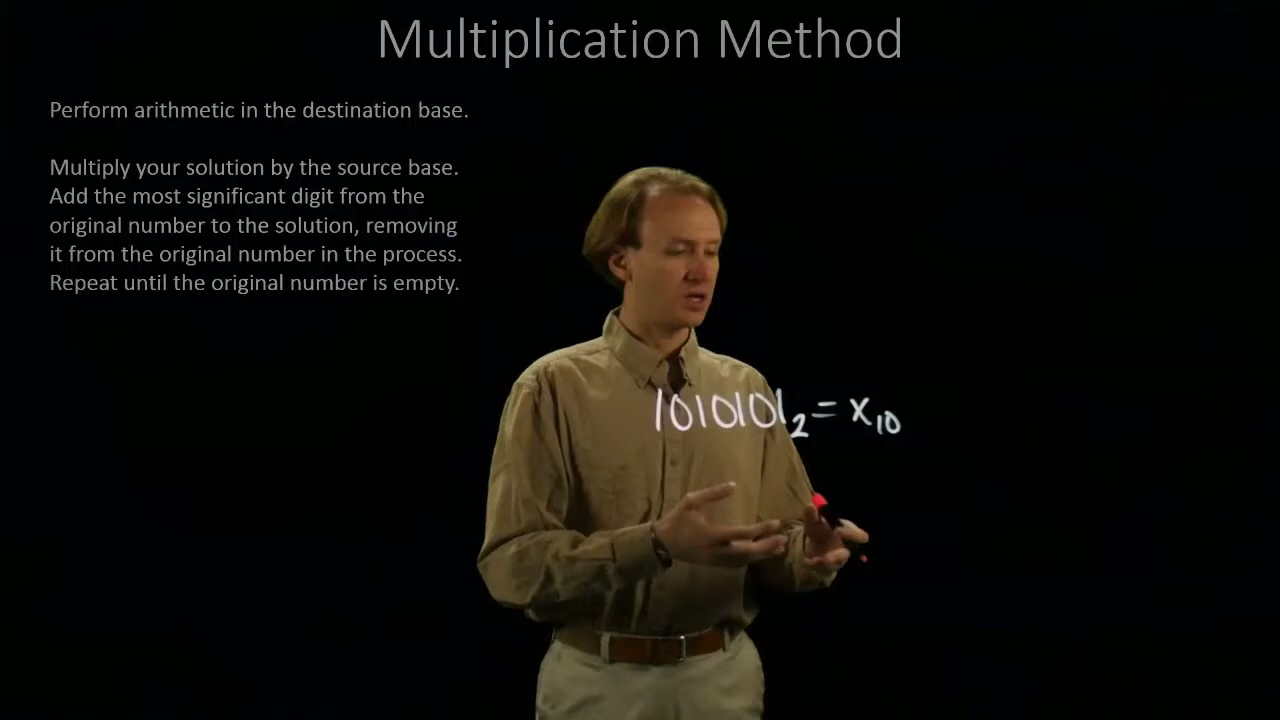 Multiplication Method
Perform arithmetic in the destination base.
Multiply your solution by the source base.
Add the most significant digit from the
original number to the solution, removing
it from the original number in the process.
Repeat until the original number is empty.
1010101₂ = x₁₀